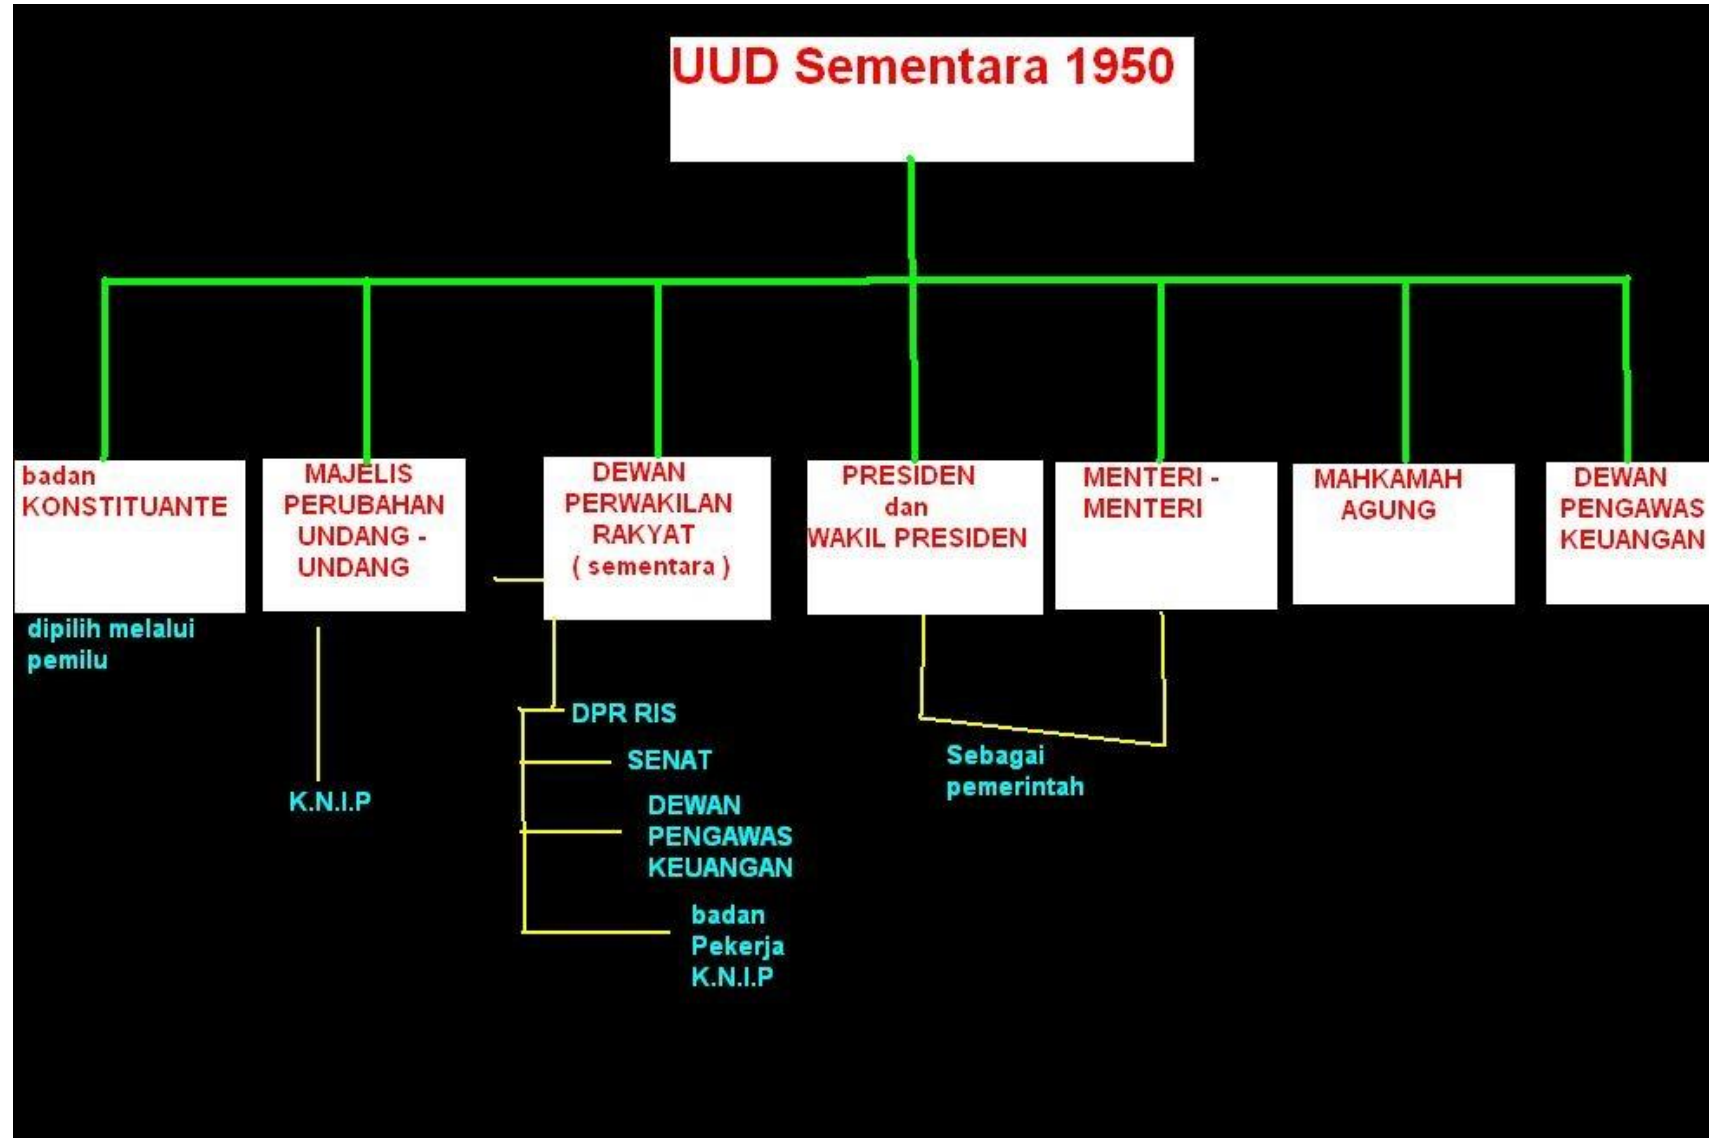 UUD Sementara 1950
badan
KONSTITUANTE
dipilih melalui
pemilu
MAJELIS
PERUBAHAN
UNDANG -
UNDANG
K.N.I.P
DEWAN
PERWAKILAN
RAKYAT
( sementara )
DPR RIS
SENAT
DEWAN
PENGAWAS
KEUANGAN
badan
Pekerja
K.N.I.P
PRESIDEN
dan
WAKIL PRESIDEN
MENTERI -
MENTERI
Sebagai
pemerintah
MAHKAMAH
AGUNG
DEWAN
PENGAWAS
KEUANGAN